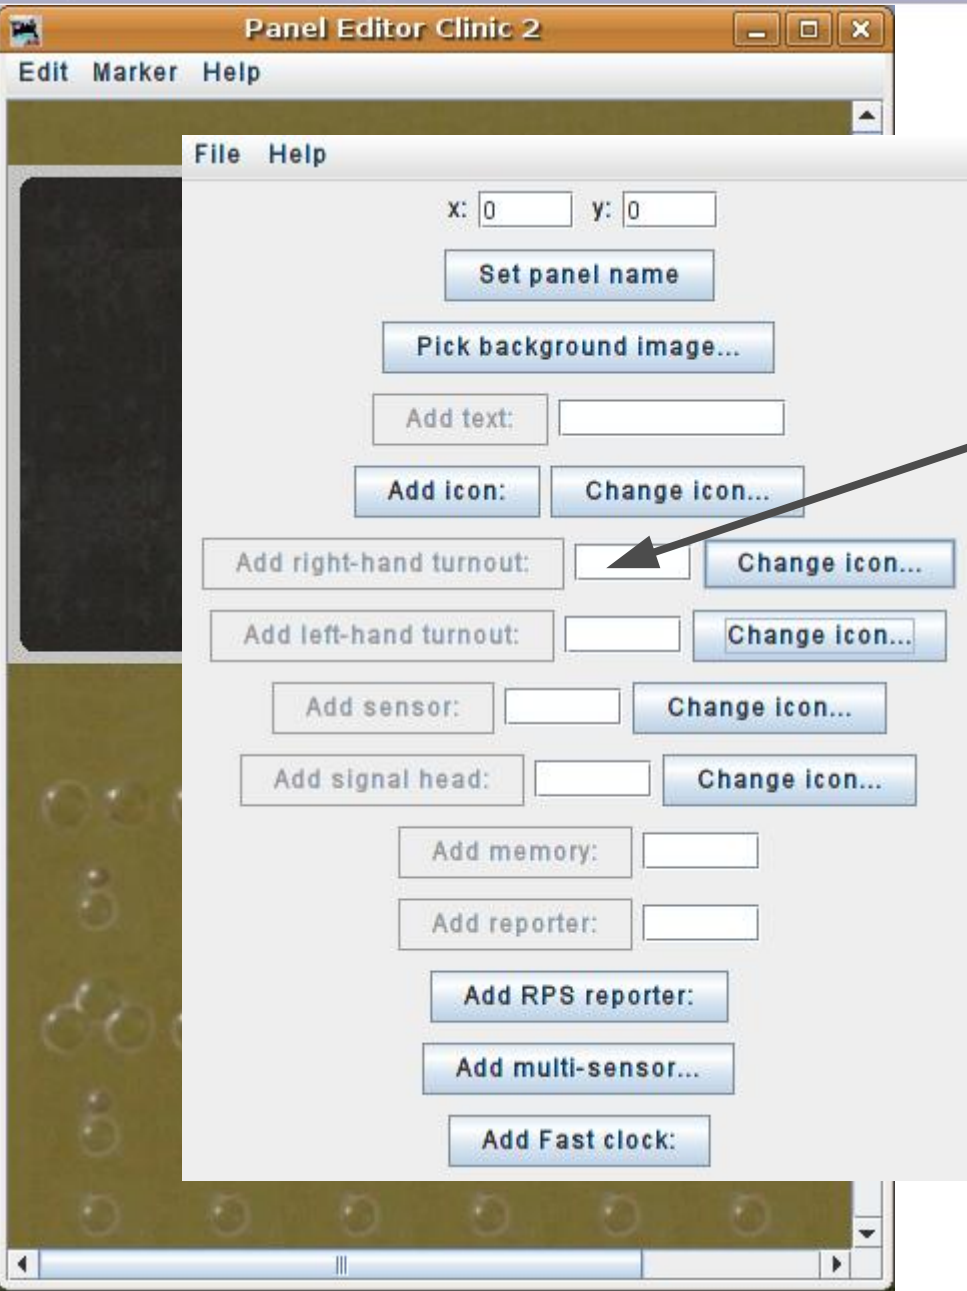 Panel Editor Clinic 2
Edit Marker Help
File Help
x: 0 y: 0
Set panel name
Pick background image...
Add text:
Add icon: Change icon...
Add right-hand turnout: Change icon...
Add left-hand turnout: Change icon...
Add sensor: Change icon...
Add signal head: Change icon...
Add memory:
Add reporter:
Add RPS reporter:
Add multi-sensor...
Add Fast clock: